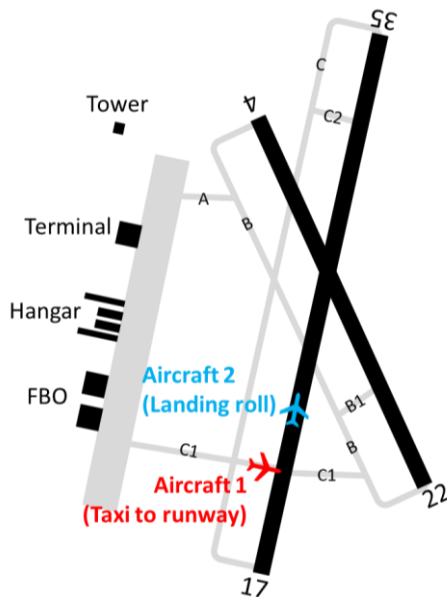 35
C
C2
4
Tower
A
B
Terminal
Hangar
Aircraft 2
(Landing roll)
FBO
B1
B
C1
C1
Aircraft 1
(Taxi to runway)
22
17